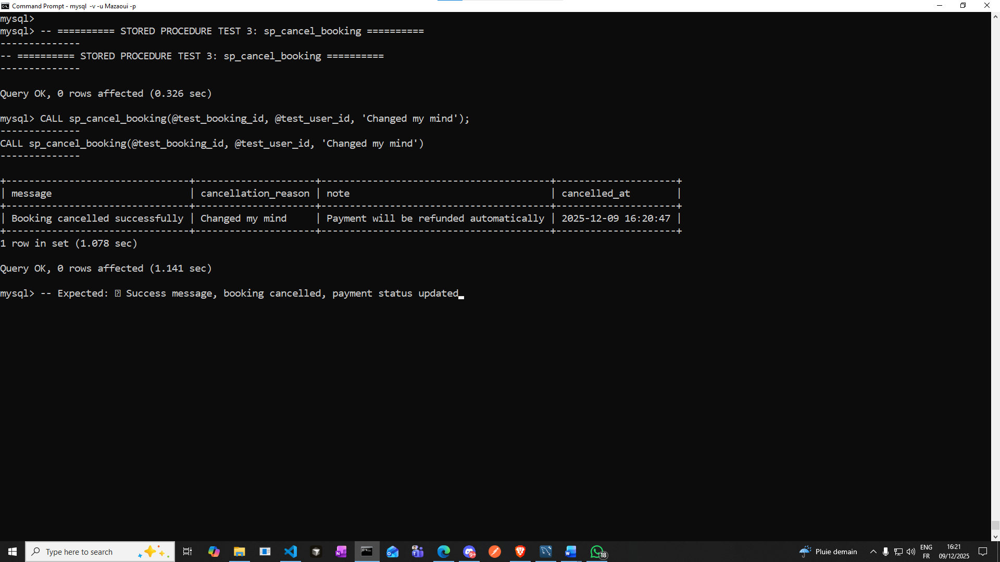 Command Prompt - mysql  -v -u Mazaoui -p
mysql>
mysql> -- ========== STORED PROCEDURE TEST 3: sp_cancel_booking ==========
--------------
-- ========== STORED PROCEDURE TEST 3: sp_cancel_booking ==========
--------------
Query OK, 0 rows affected (0.326 sec)
mysql> CALL sp_cancel_booking(@test_booking_id, @test_user_id, 'Changed my mind');
--------------
CALL sp_cancel_booking(@test_booking_id, @test_user_id, 'Changed my mind')
--------------
+--------------------------------+---------------------+----------------------------------------+---------------------+
| message                        | cancellation_reason | note                                   | cancelled_at        |
+--------------------------------+---------------------+----------------------------------------+---------------------+
| Booking cancelled successfully | Changed my mind     | Payment will be refunded automatically | 2025-12-09 16:20:47 |
+--------------------------------+---------------------+----------------------------------------+---------------------+
1 row in set (1.078 sec)
Query OK, 0 rows affected (1.141 sec)
mysql> -- Expected: Success message, booking cancelled, payment status updated
Type here to search
9+
18
Pluie demain
ENG
FR
16:21
09/12/2025